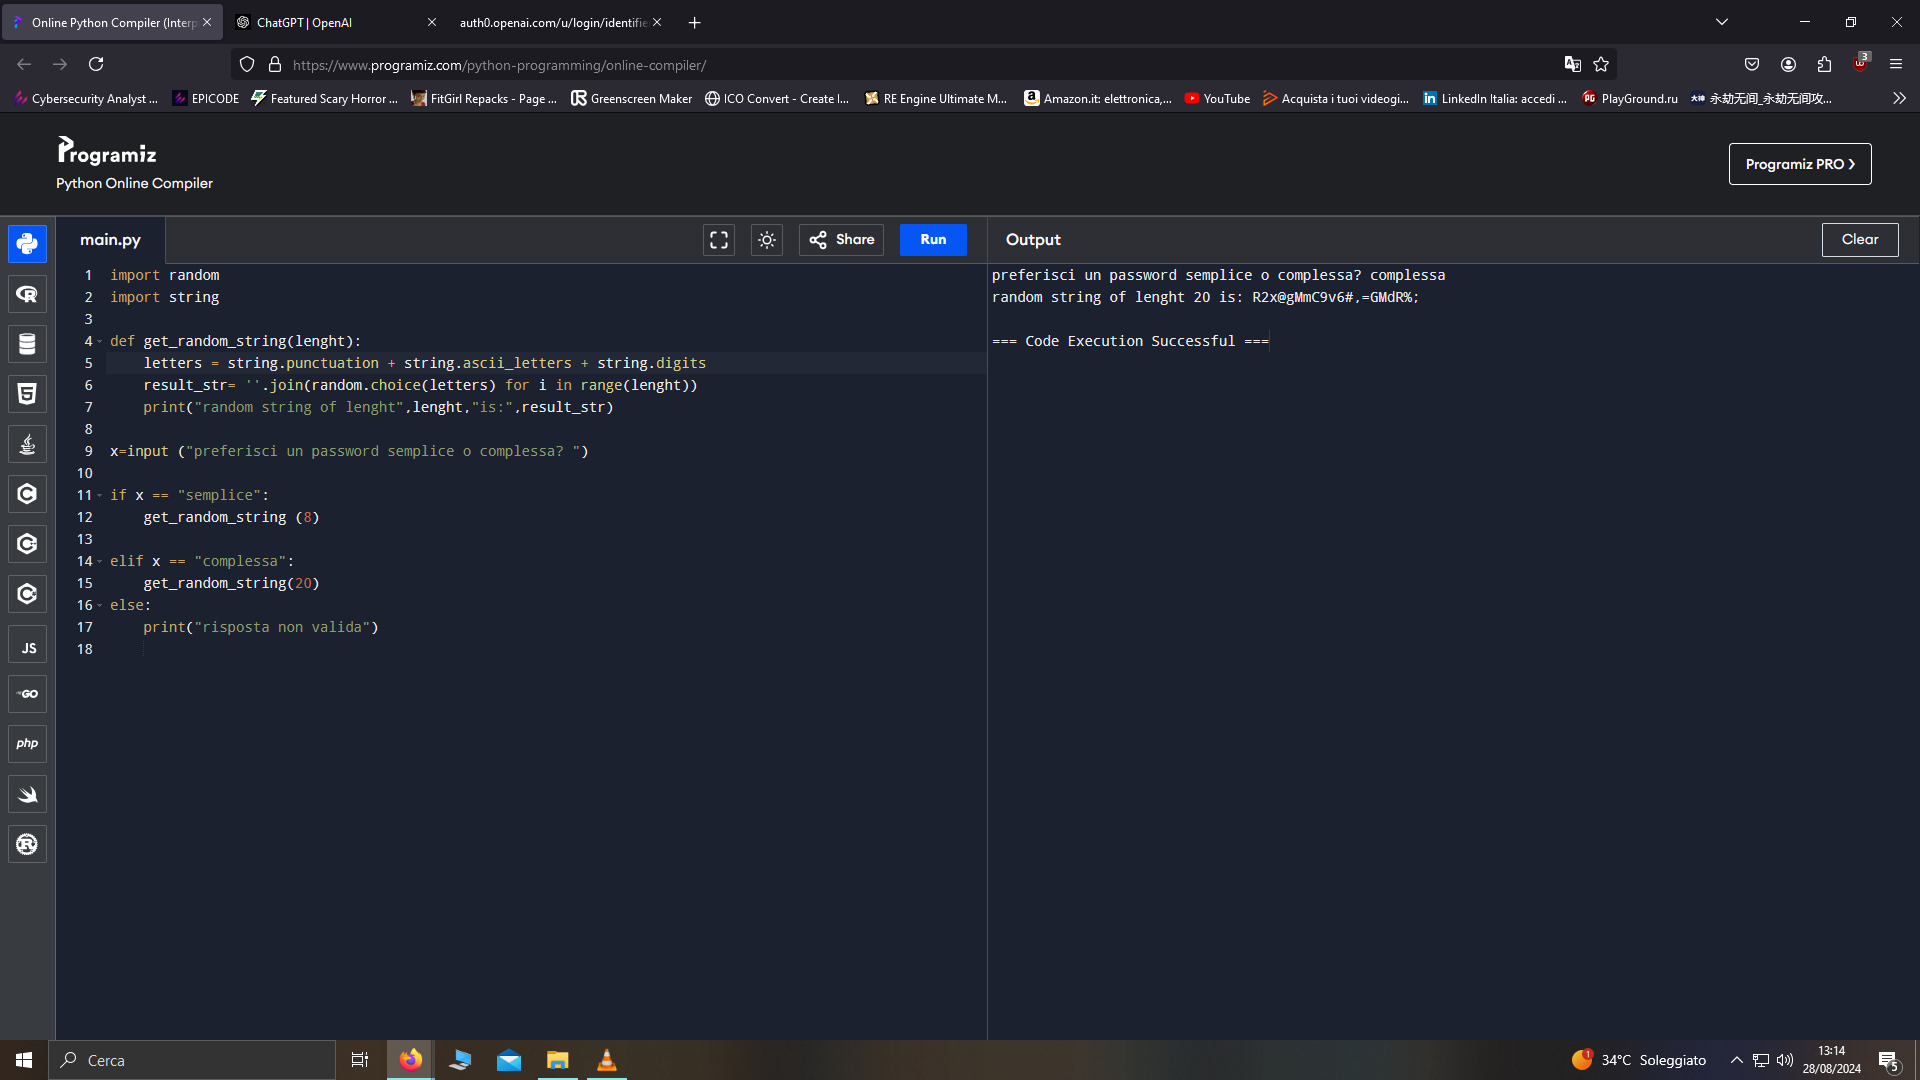 Online Python Compiler (Interp
ChatGPT | OpenAI
auth0.openai.com/u/login/identifie
https://www.programiz.com/python-programming/online-compiler/
3
Cybersecurity Analyst ...
EPICODE
Featured Scary Horror ...
FitGirl Repacks - Page ...
Greenscreen Maker
ICO Convert - Create I...
RE Engine Ultimate M...
Amazon.it: elettronica,...
YouTube
Acquista i tuoi videogi...
LinkedIn Italia: accedi ...
PlayGround.ru
永劫无间_永劫无间攻...
Programiz
Python Online Compiler
Programiz PRO
main.py
Share
Run
Output
Clear
1 import random
2 import string
3
4 def get_random_string(lenght):
5 letters = string.punctuation + string.ascii_letters + string.digits
6 result_str= ''.join(random.choice(letters) for i in range(lenght))
7 print("random string of lenght",lenght,"is:",result_str)
8
9 x=input ("preferisci un password semplice o complessa? ")
10
11 if x == "semplice":
12 get_random_string (8)
13
14 elif x == "complessa":
15 get_random_string(20)
16 else:
17 print("risposta non valida")
18
preferisci un password semplice o complessa? complessa
random string of lenght 20 is: R2x@gMmC9v6#,=GMdR%;
=== Code Execution Successful ===
JS
GO
php
Cerca
1
34°C Soleggiato
13:14
28/08/2024
5